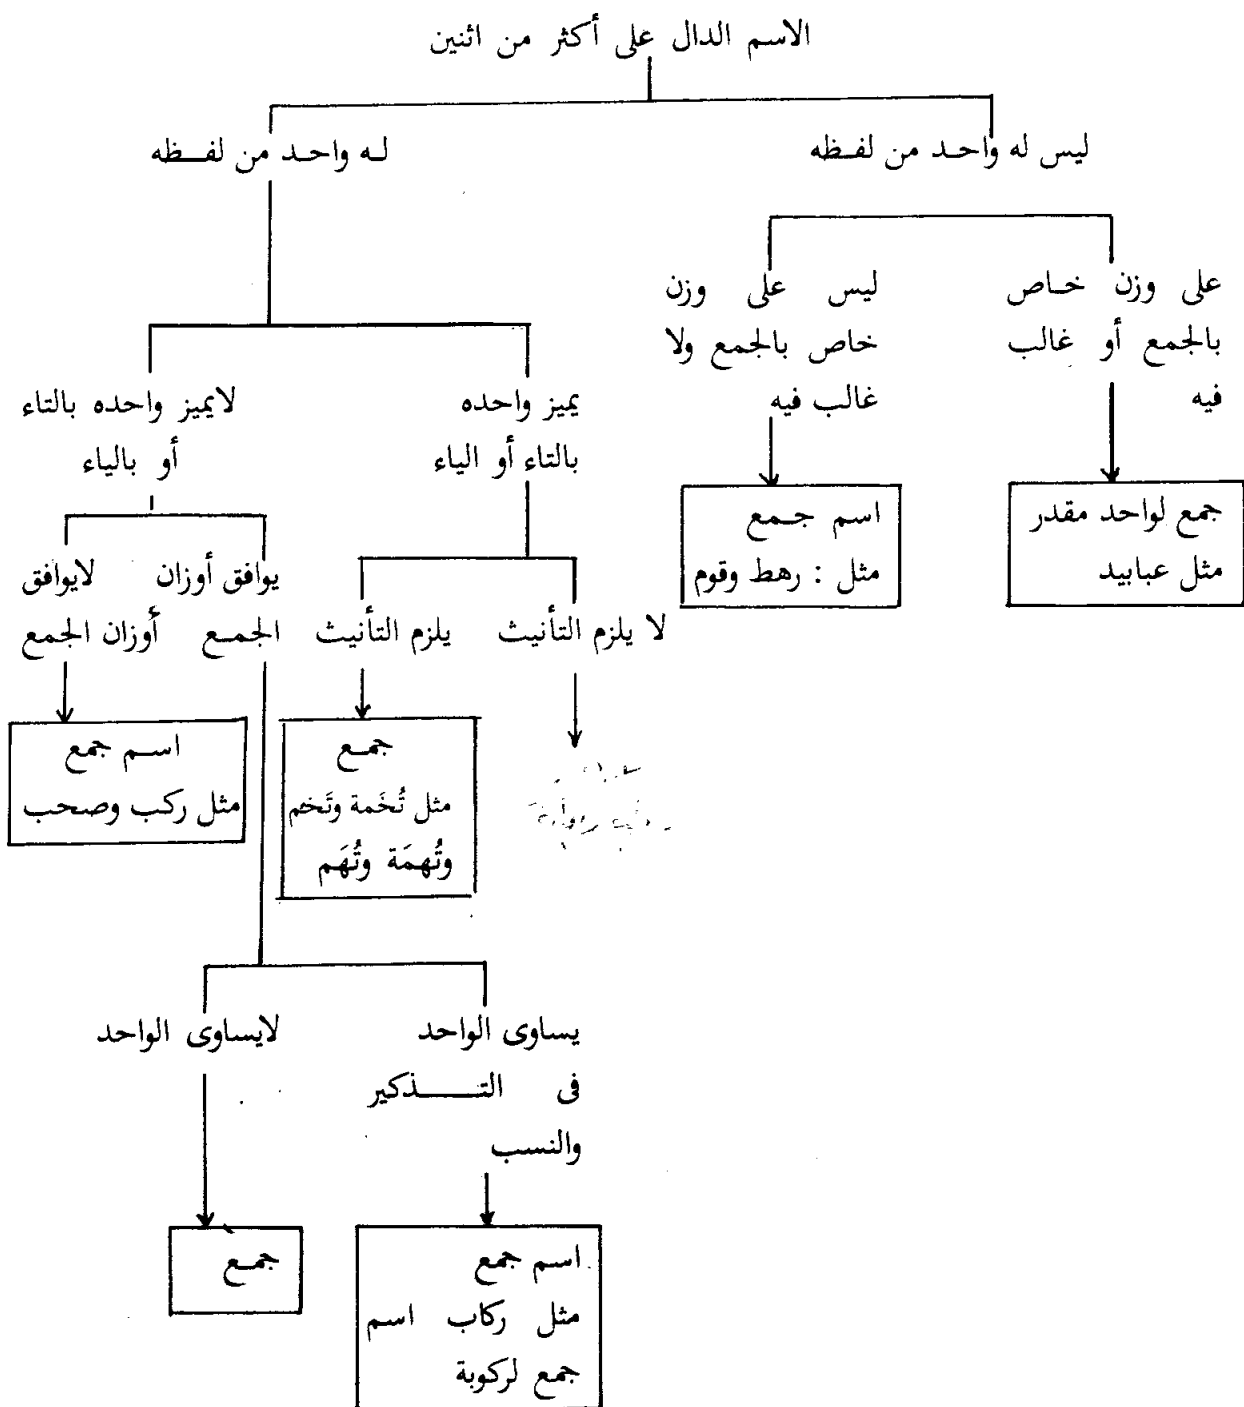 الاسم الدال على أكثر من اثنين
ليس له واحد من لفظه
له واحد من لفظه
على وزن خاص
بالجمع أو غالب
فيه
ليس على وزن
خاص بالجمع ولا
غالب فيه
جمع لواحد مقدر
مثل عبابيد
اسم جمع
مثل : رهط وقوم
يميز واحده
بالتاء أو الياء
لايميز واحده بالتاء
أو بالياء
لا يلزم التأنيث
يلزم التأنيث
يوافق أوزان
الجمع
لايوافق
أوزان الجمع
جمع
مثل تُخَمة وتَخم
وتُهمَة وتُهَم
اسم جمع
مثل ركب وصحب
يساوى الواحد
فى التذكير
والنسب
لايساوى الواحد
اسم جمع
مثل ركاب اسم
جمع لركوبة
جمع